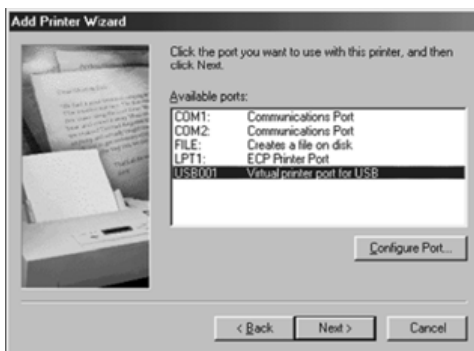 Add Printer Wizard
Click the port you want to use with this printer, and then
click Next.
Available ports:
COM1: Communications Port
COM2: Communications Port
FILE: Creates a file on disk
LPT1: ECP Printer Port
USB001 Virtual printer port for USB
Configure Port...
< Back Next > Cancel